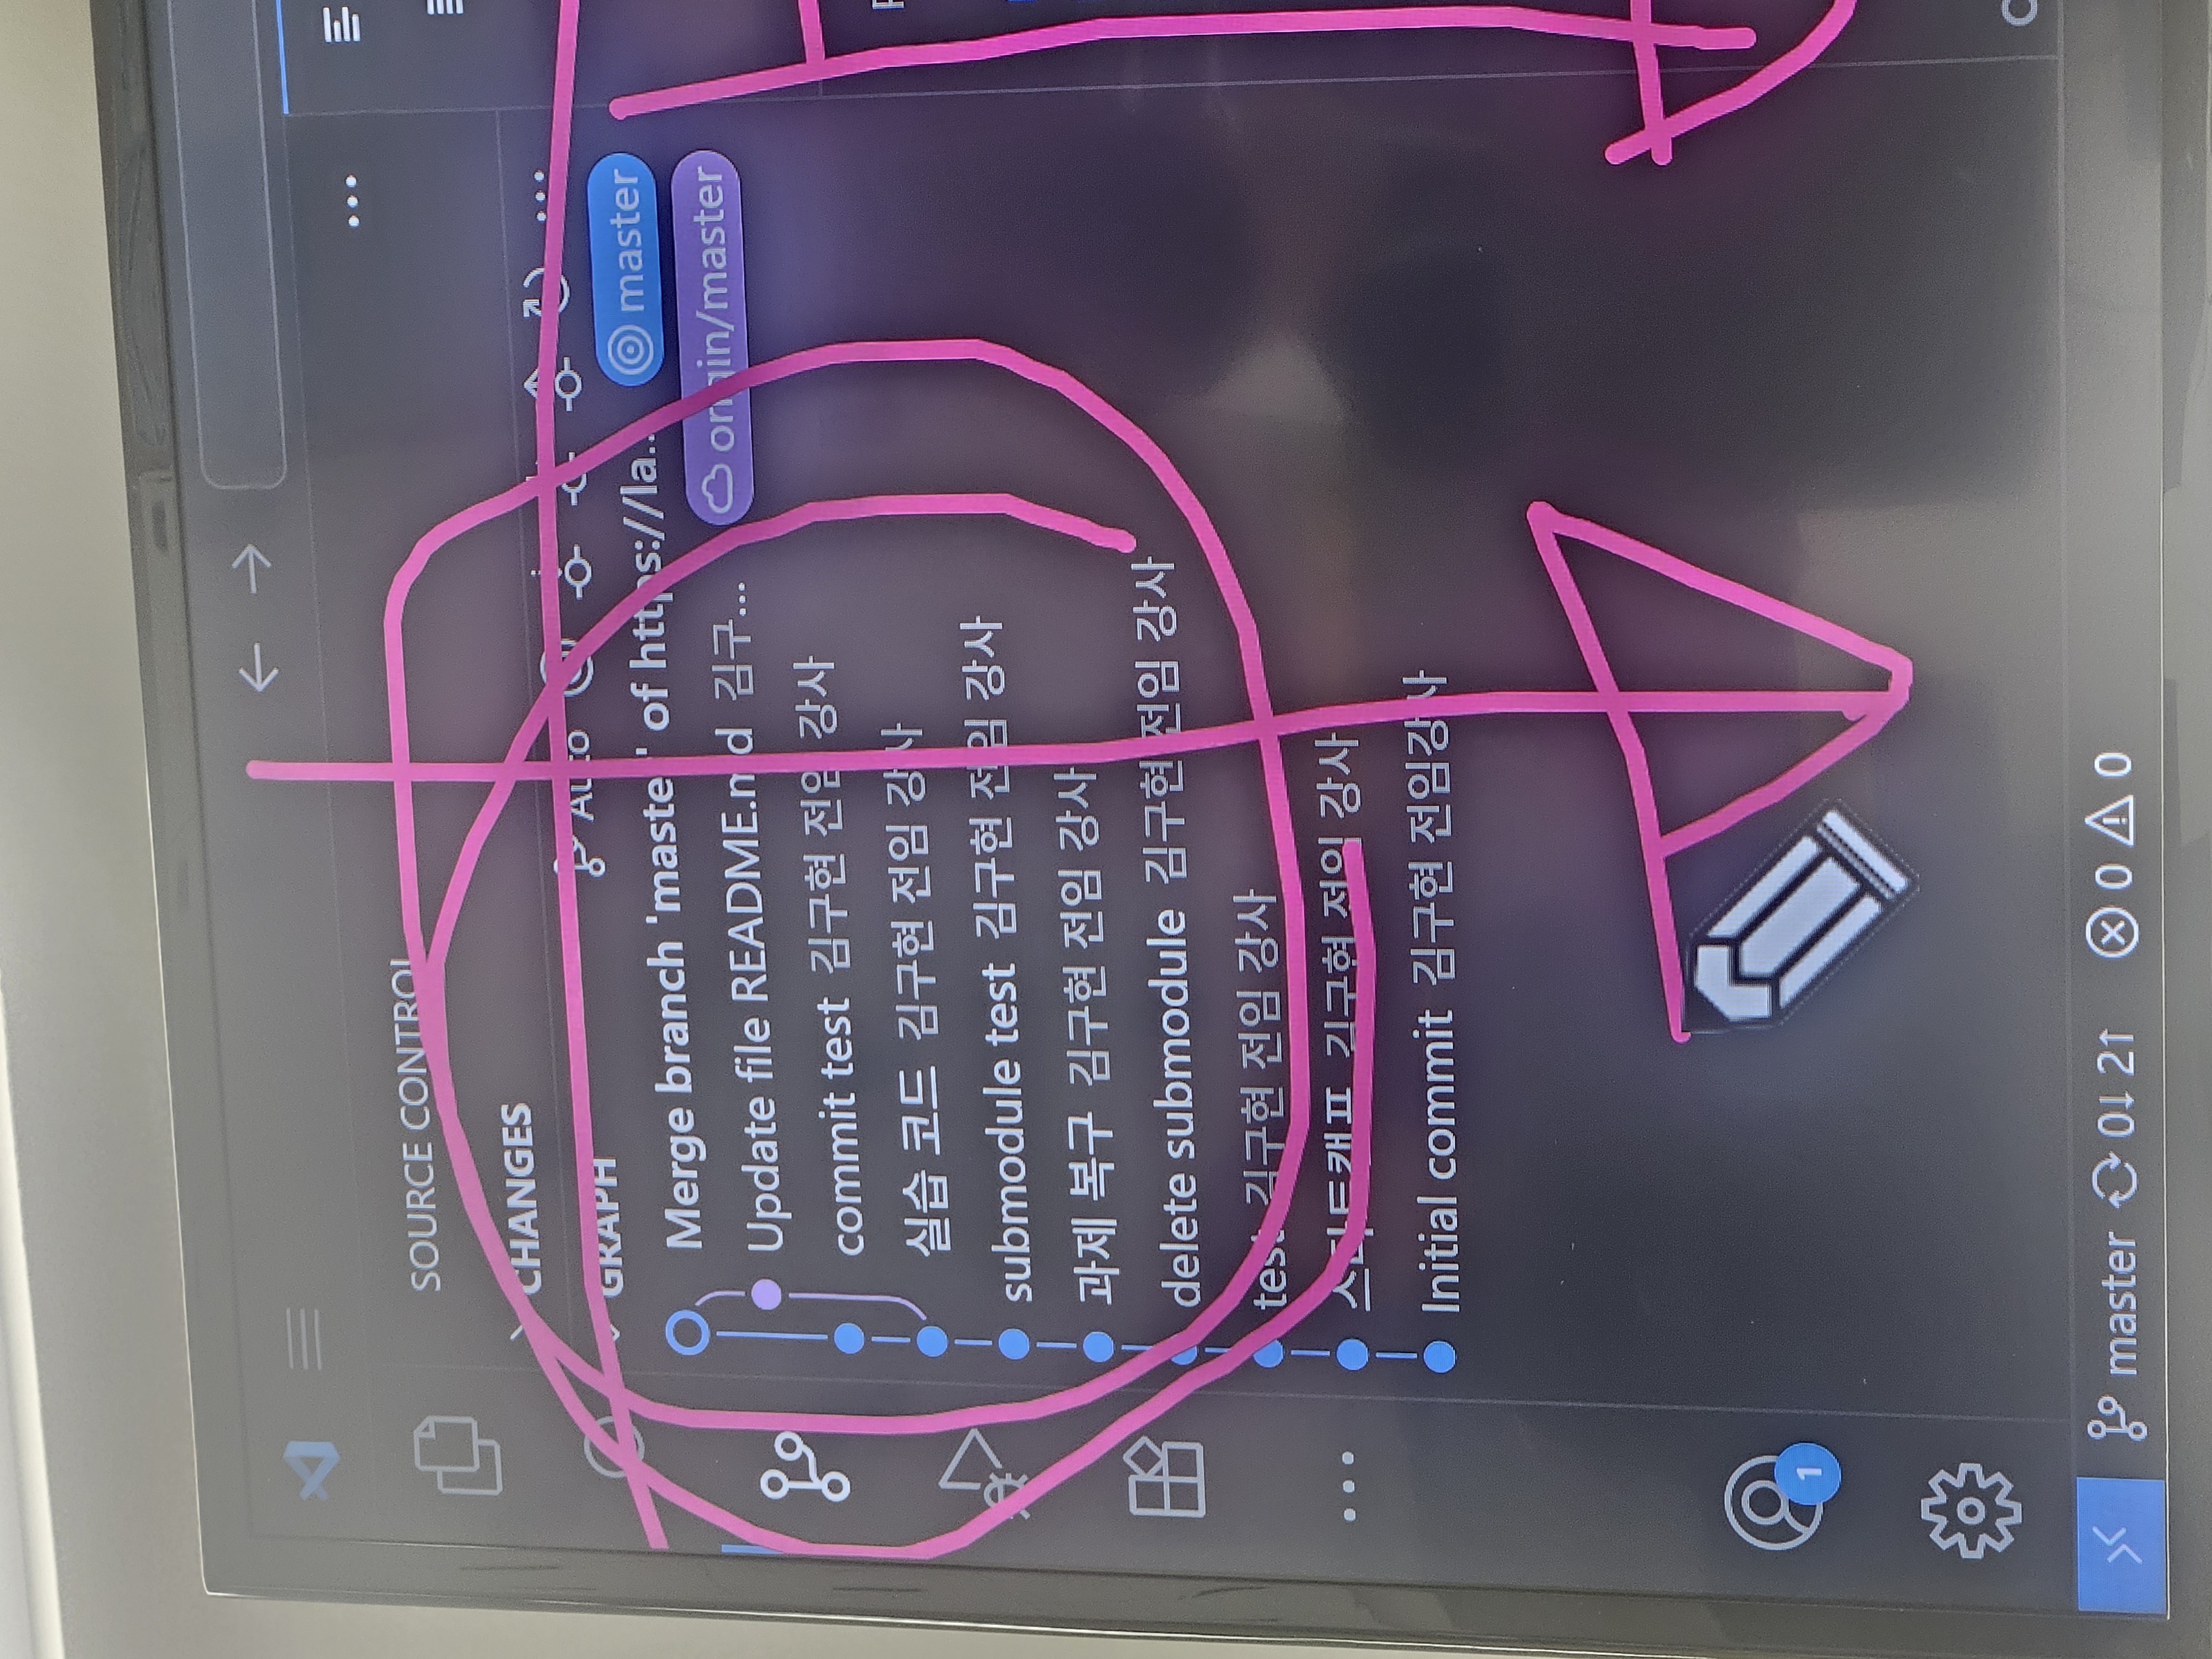 SOURCE CONTROL
CHANGES
GRAPH
Auto
Merge branch 'master' of https://la... master
Update file README.md 김구... origin/master
commit test 김구현 전임 강사
실습 코드 김구현 전임 강사
submodule test 김구현 전임 강사
과제 복구 김구현 전임 강사
delete submodule 김구현 전임 강사
test 김구현 전임 강사
스타트캠프 김구현 전임 강사
Initial commit 김구현 전임강사
1
master 0↓ 2↑ 0 0